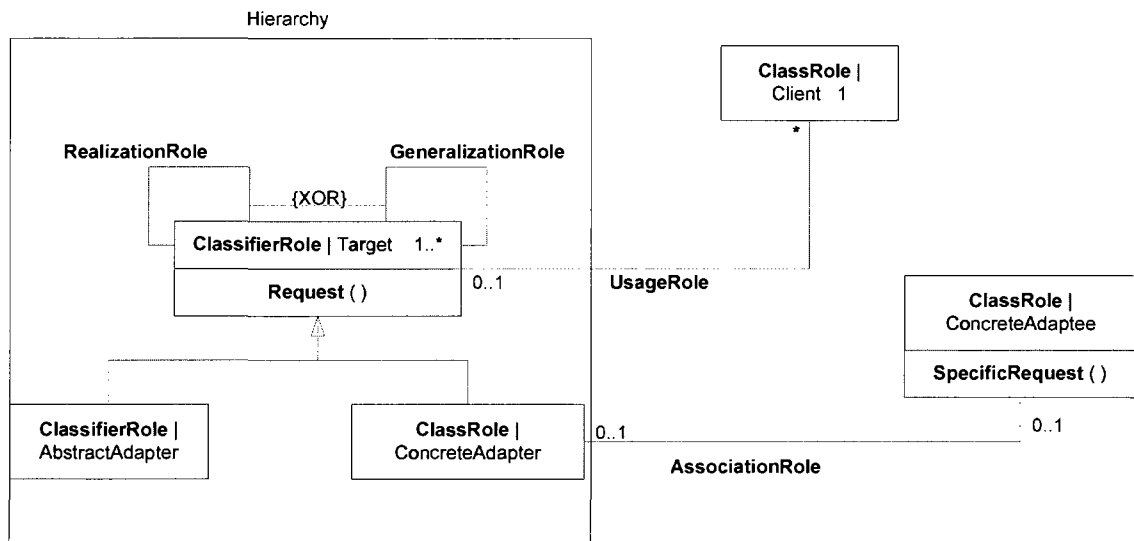 Hierarchy
ClassRole |
Client 1
*
RealizationRole
GeneralizationRole
{XOR}
ClassifierRole | Target 1..*
0..1
UsageRole
Request ( )
ClassRole |
ConcreteAdaptee
SpecificRequest ( )
ClassifierRole |
AbstractAdapter
ClassRole |
ConcreteAdapter
0..1
0..1
AssociationRole